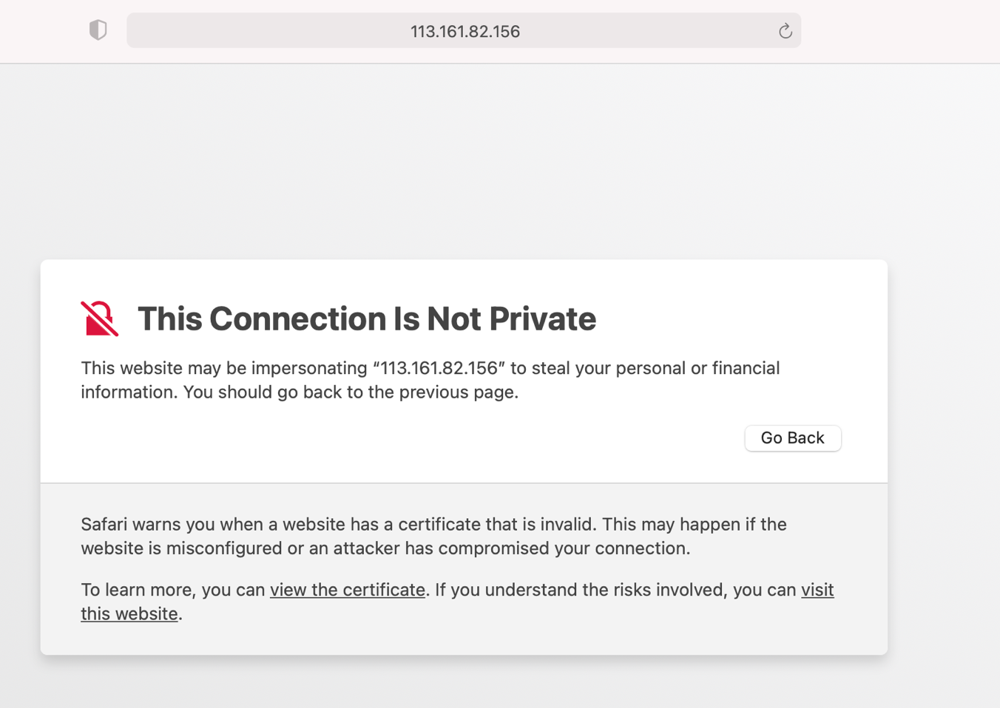 113.161.82.156
This Connection Is Not Private
This website may be impersonating “113.161.82.156” to steal your personal or financial
information. You should go back to the previous page.
Go Back
Safari warns you when a website has a certificate that is invalid. This may happen if the
website is misconfigured or an attacker has compromised your connection.
To learn more, you can view the certificate. If you understand the risks involved, you can visit
this website.